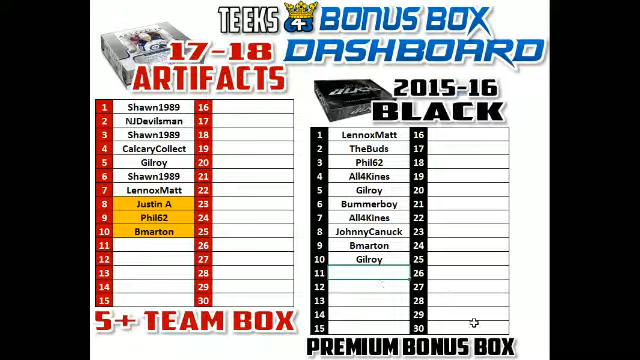 TEEKS 43 BONUS BOX
DASHBOARD
17-18
ARTIFACTS
1 Shawn1989 16
2 NJDevilsman 17
3 Shawn1989 18
4 CalcaryCollect 19
5 Gilroy 20
6 Shawn1989 21
7 LennoxMatt 22
8 Justin A 23
9 Phil62 24
10 Bmarton 25
11 26
12 27
13 28
14 29
15 30
5+ TEAM BOX
2015-16
BLACK
1 LennoxMatt 16
2 TheBuds 17
3 Phil62 18
4 All4Kines 19
5 Gilroy 20
6 Bummerboy 21
7 All4Kines 22
8 JohnnyCanuck 23
9 Bmarton 24
10 Gilroy 25
11 26
12 27
13 28
14 29
15 30
PREMIUM BONUS BOX